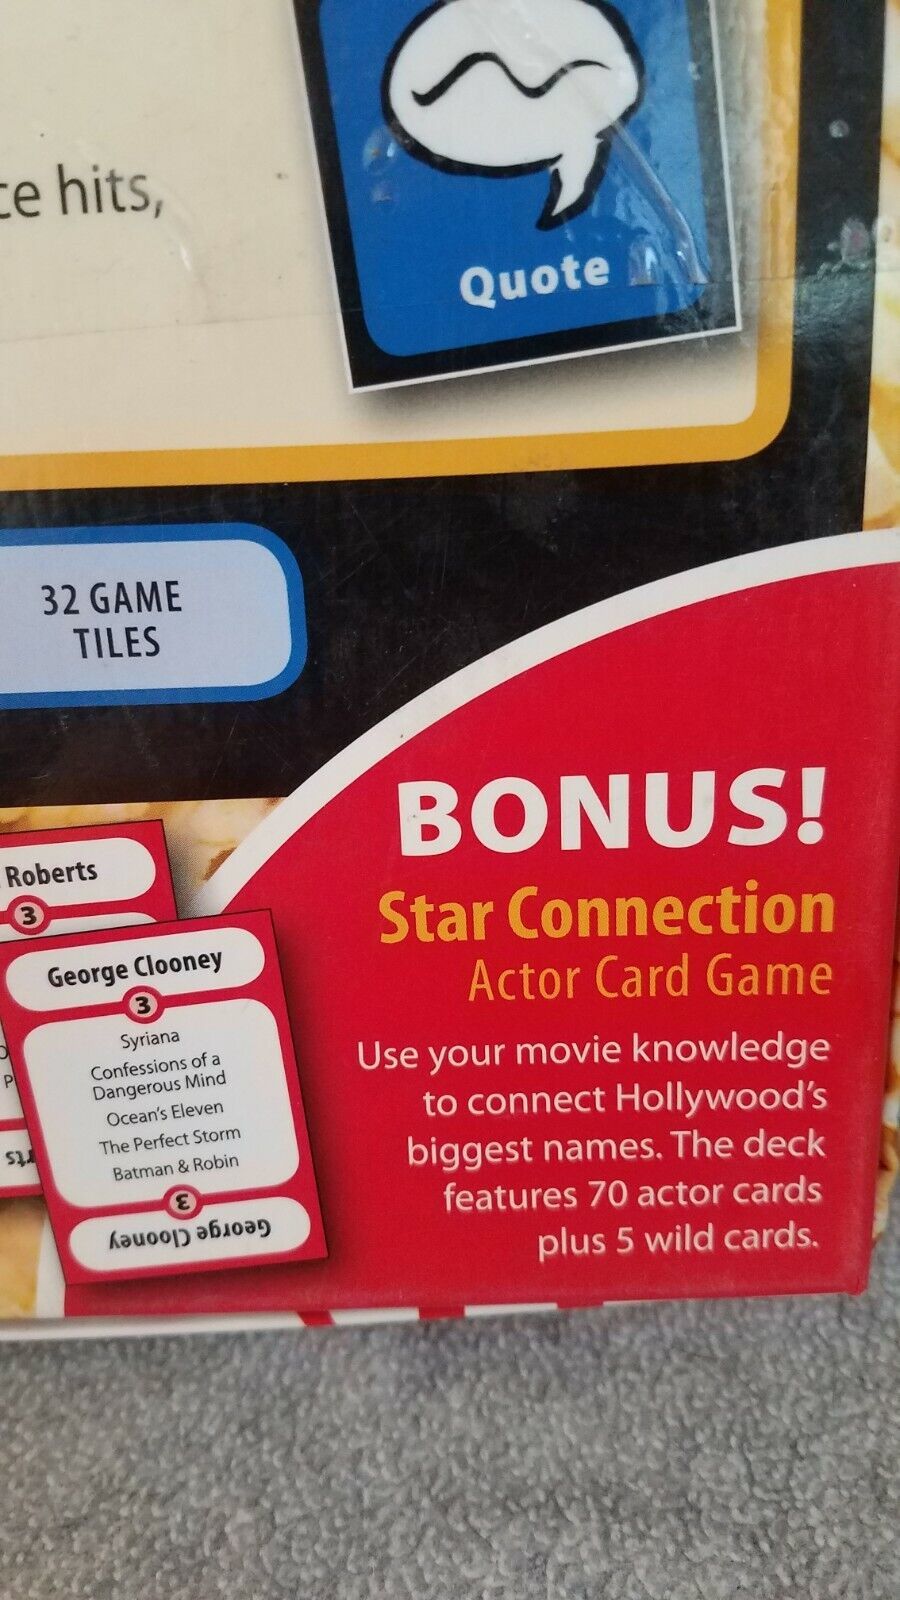 hits,
Quote
32 GAME
TILES
BONUS!
Star Connection
Actor Card Game
Use your movie knowledge
to connect Hollywood's
biggest names. The deck
features 70 actor cards
plus 5 wild cards.
Roberts
3
George Clooney
3
Syriana
Confessions of a
Dangerous Mind
Ocean's Eleven
The Perfect Storm
Batman & Robin
3
George Clooney